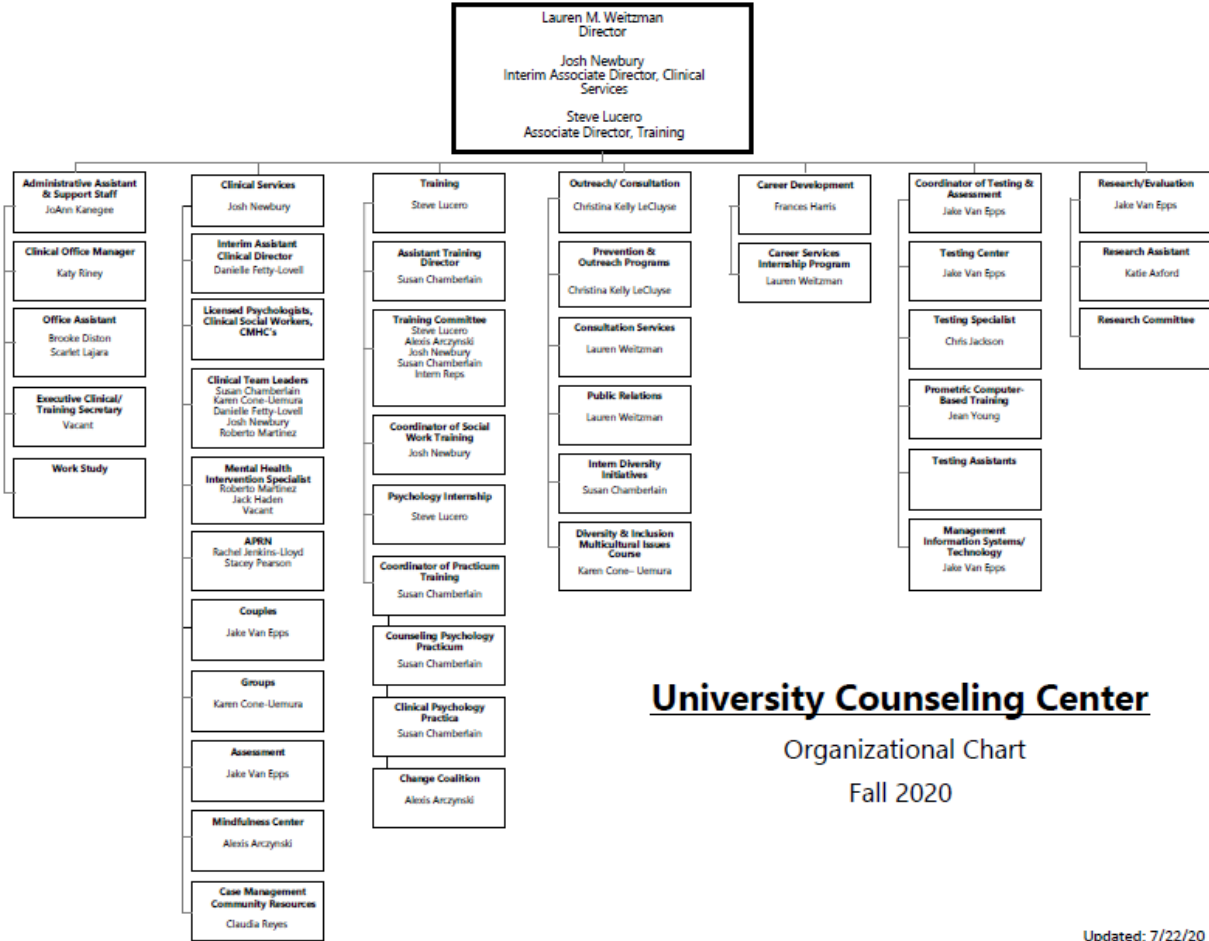 Lauren M. Weitzman
Director
Josh Newbury
Interim Associate Director, Clinical
Services
Steve Lucero
Associate Director, Training
Administrative Assistant
& Support Staff
JoAnn Kanegee
Clinical Office Manager
Katy Riney
Office Assistant
Brooke Diston
Scarlet Lajara
Executive Clinical/
Training Secretary
Vacant
Work Study
Clinical Services
Josh Newbury
Interim Assistant
Clinical Director
Danielle Fetty-Lovell
Licensed Psychologists,
Clinical Social Workers,
CMHC's
Clinical Team Leaders
Susan Chamberlain
Karen Cone-Uemura
Danielle Fetty-Lovell
Josh Newbury
Roberto Martinez
Mental Health
Intervention Specialist
Roberto Martinez
Jack Haden
Vacant
APRN
Rachel Jenkins-Lloyd
Stacey Pearson
Couples
Jake Van Epps
Groups
Karen Cone-Uemura
Assessment
Jake Van Epps
Mindfulness Center
Alexis Arczynski
Case Management
Community Resources
Claudia Reyes
Training
Steve Lucero
Assistant Training
Director
Susan Chamberlain
Training Committee
Steve Lucero
Alexis Arczynski
Josh Newbury
Susan Chamberlain
Intern Reps
Coordinator of Social
Work Training
Josh Newbury
Psychology Internship
Steve Lucero
Coordinator of Practicum
Training
Susan Chamberlain
Counseling Psychology
Practicum
Susan Chamberlain
Clinical Psychology
Practica
Susan Chamberlain
Change Coalition
Alexis Arczynski
Outreach/ Consultation
Christina Kelly LeCluyse
Prevention &
Outreach Programs
Christina Kelly LeCluyse
Consultation Services
Lauren Weitzman
Public Relations
Lauren Weitzman
Intern Diversity
Initiatives
Susan Chamberlain
Diversity & Inclusion
Multicultural Issues
Course
Karen Cone– Uemura
Career Development
Frances Harris
Career Services
Internship Program
Lauren Weitzman
Coordinator of Testing &
Assessment
Jake Van Epps
Testing Center
Jake Van Epps
Testing Specialist
Chris Jackson
Prometric Computer-
Based Training
Jean Young
Testing Assistants
Management
Information Systems/
Technology
Jake Van Epps
Research/Evaluation
Jake Van Epps
Research Assistant
Katie Axford
Research Committee
University Counseling Center
Organizational Chart
Fall 2020
Updated: 7/22/20